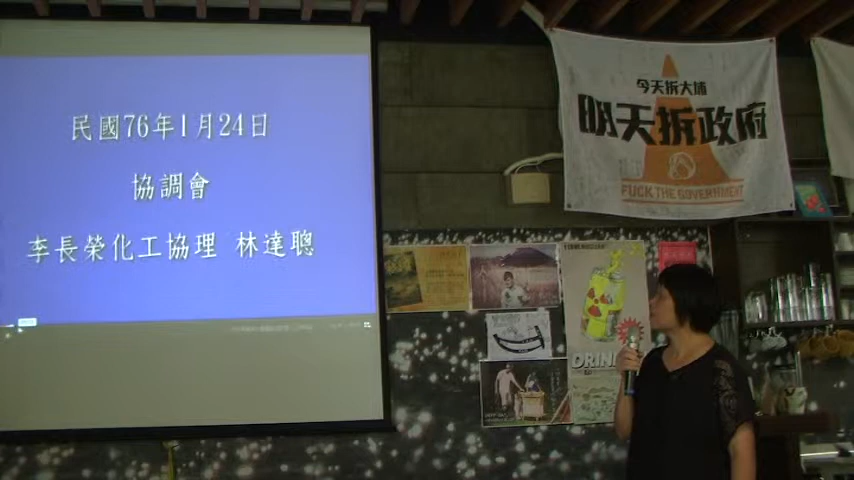 民國76年1月24日
協調會
李長榮化工協理 林達聰
今天拆大埔
明天拆政府
FUCK THE GOVERNMENT
DRIN